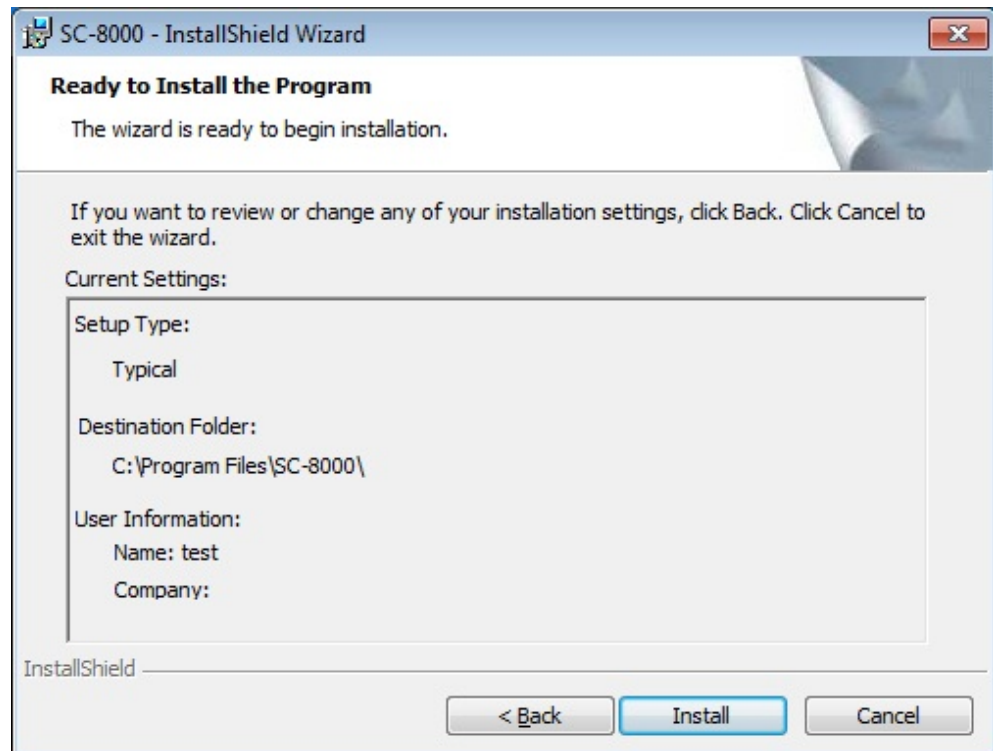 SC-8000 - InstallShield Wizard
Ready to Install the Program
The wizard is ready to begin installation.
If you want to review or change any of your installation settings, click Back. Click Cancel to
exit the wizard.
Current Settings:
Setup Type:
Typical
Destination Folder:
C:\Program Files\SC-8000\
User Information:
Name: test
Company:
InstallShield
< Back
Install
Cancel